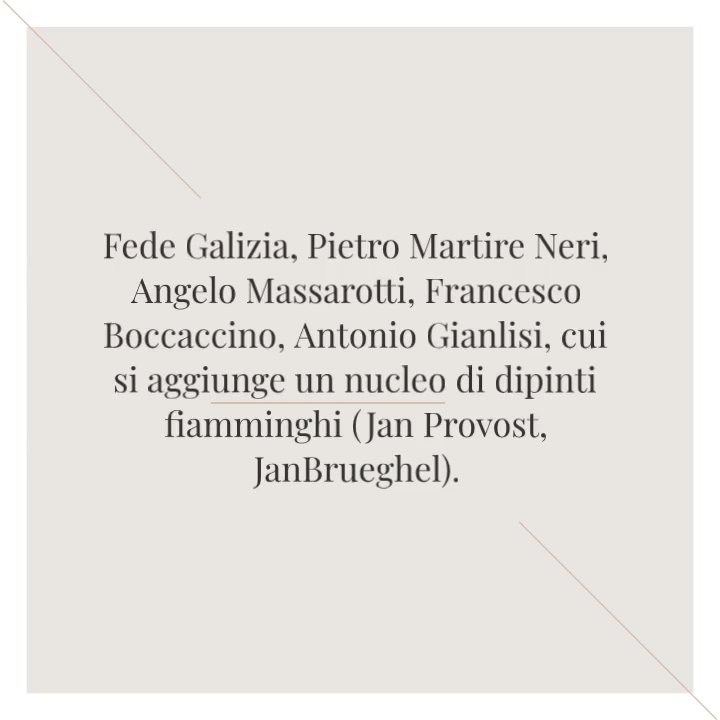 Fede Galizia, Pietro Martire Neri,
Angelo Massarotti, Francesco
Boccaccino, Antonio Gianlisi, cui
si aggiunge un nucleo di dipinti
fiamminghi (Jan Provost,
JanBrueghel).